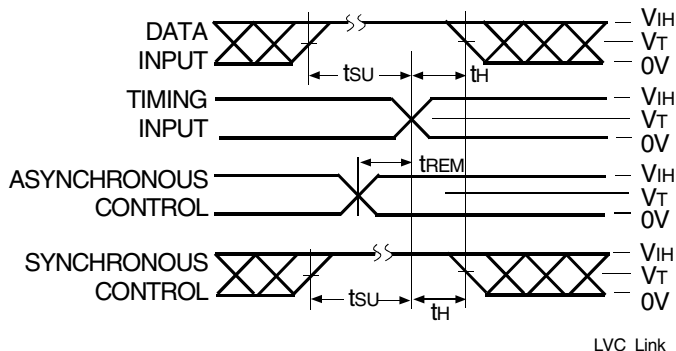 DATA
INPUT
tSU
tH
VIH
VT
0V
TIMING
INPUT
VIH
VT
0V
tREM
ASYNCHRONOUS
CONTROL
VIH
VT
0V
SYNCHRONOUS
CONTROL
tSU
tH
VIH
VT
0V
LVC Link